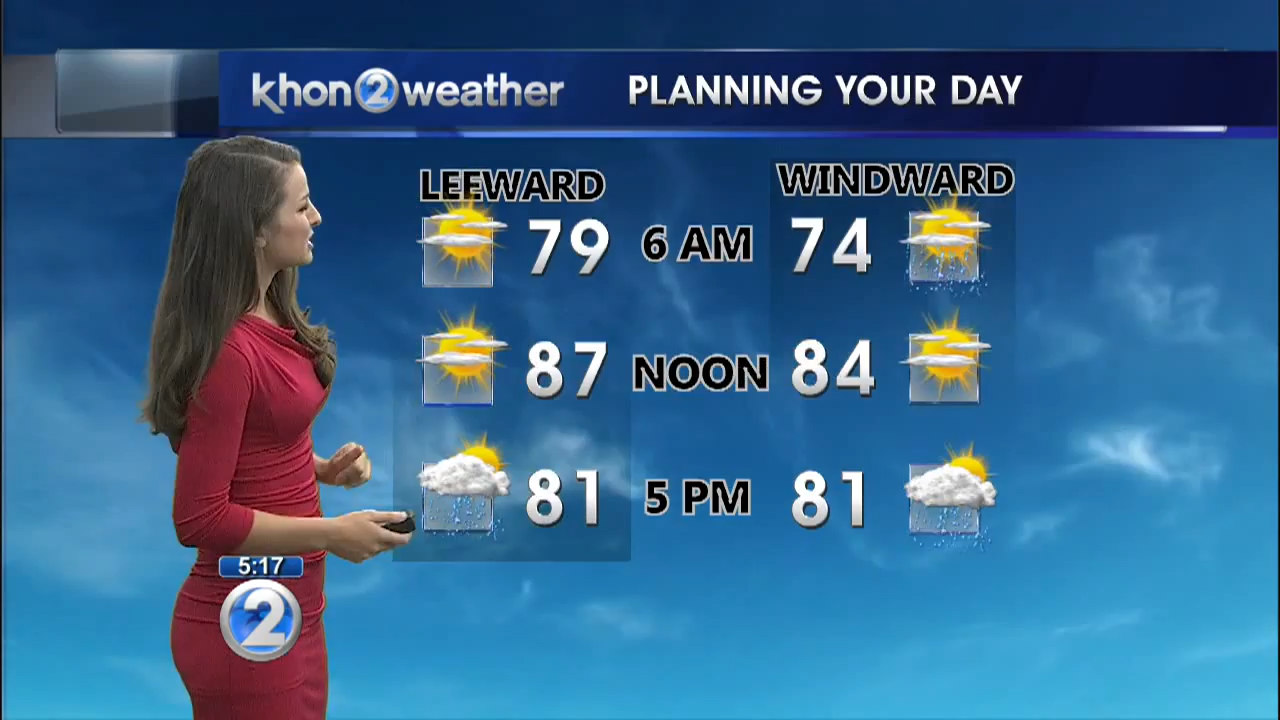 khon2weather PLANNING YOUR DAY
LEEWARD WINDWARD
79 6 AM 74
87 NOON 84
81 5 PM 81
5:17
2